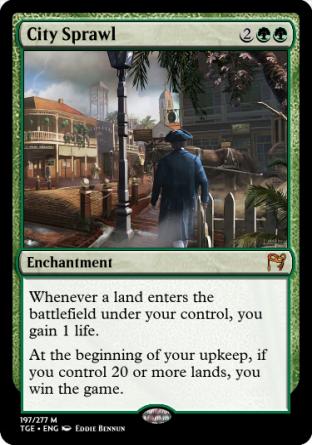 City Sprawl 2
Enchantment
Whenever a land enters the
battlefield under your control, you
gain 1 life.
At the beginning of your upkeep, if
you control 20 or more lands, you
win the game.
197/277 M
TGE • ENG Eddie Bennun